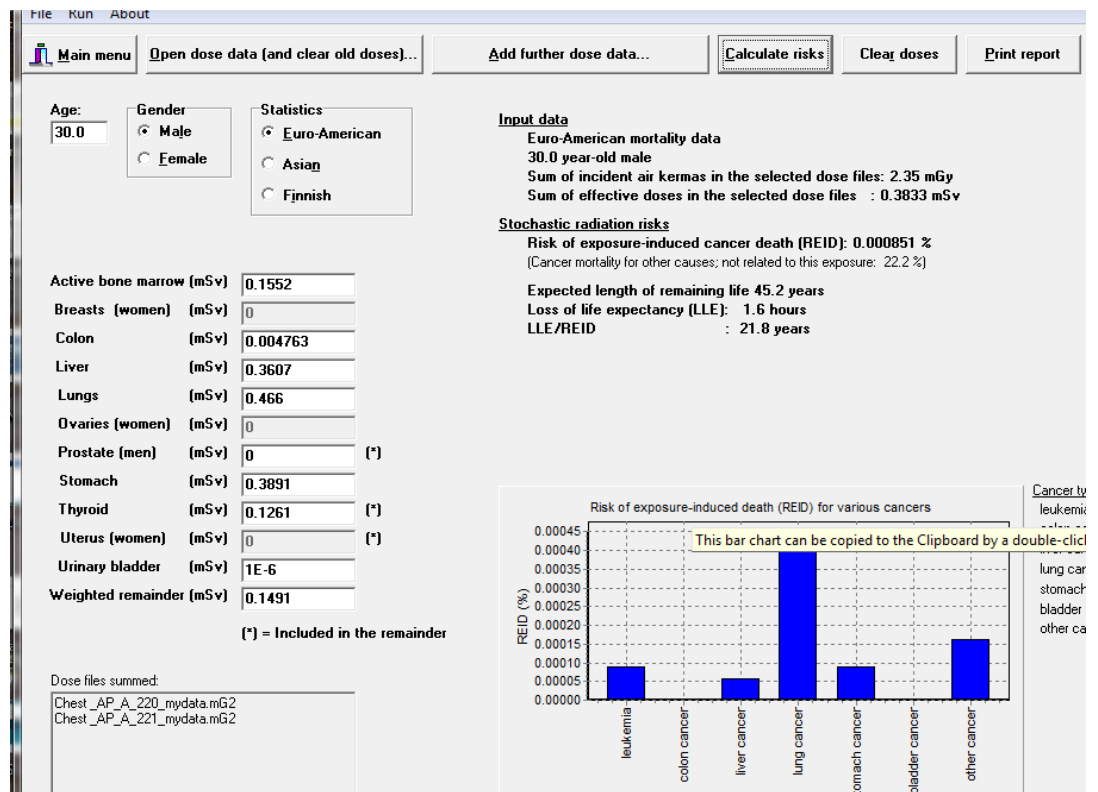 File Run About
Main menu
Open dose data (and clear old doses)...
Add further dose data...
Calculate risks
Clear doses
Print report
Age:
30.0
Gender
Male
Female
Statistics
Euro-American
Asian
Finnish
Input data
Euro-American mortality data
30.0 year-old male
Sum of incident air kermas in the selected dose files: 2.35 mGy
Sum of effective doses in the selected dose files : 0.3833 mSv
Stochastic radiation risks
Risk of exposure-induced cancer death (REID): 0.000851 %
(Cancer mortality for other causes; not related to this exposure: 22.2 %)
Expected length of remaining life 45.2 years
Loss of life expectancy (LLE): 1.6 hours
LLE/REID : 21.8 years
Active bone marrow (mSv) 0.1552
Breasts (women) (mSv) 0
Colon (mSv) 0.004763
Liver (mSv) 0.3607
Lungs (mSv) 0.466
Ovaries (women) (mSv) 0
Prostate (men) (mSv) 0 (*)
Stomach (mSv) 0.3891
Thyroid (mSv) 0.1261 (*)
Uterus (women) (mSv) 0 (*)
Urinary bladder (mSv) 1E-6
Weighted remainder (mSv) 0.1491
(*) = Included in the remainder
Dose files summed:
Chest_AP_A_220_mydata.mG2
Chest_AP_A_221_mydata.mG2
Risk of exposure-induced death (REID) for various cancers
This bar chart can be copied to the Clipboard by a double-clic
REID (%)
0.00045
0.00040
0.00035
0.00030
0.00025
0.00020
0.00015
0.00010
0.00005
0.00000
leukemia
colon cancer
liver cancer
lung cancer
tomach cancer
ladder cancer
other cancer
Cancer ty
leukemia
lung can
stomach
bladder
other ca